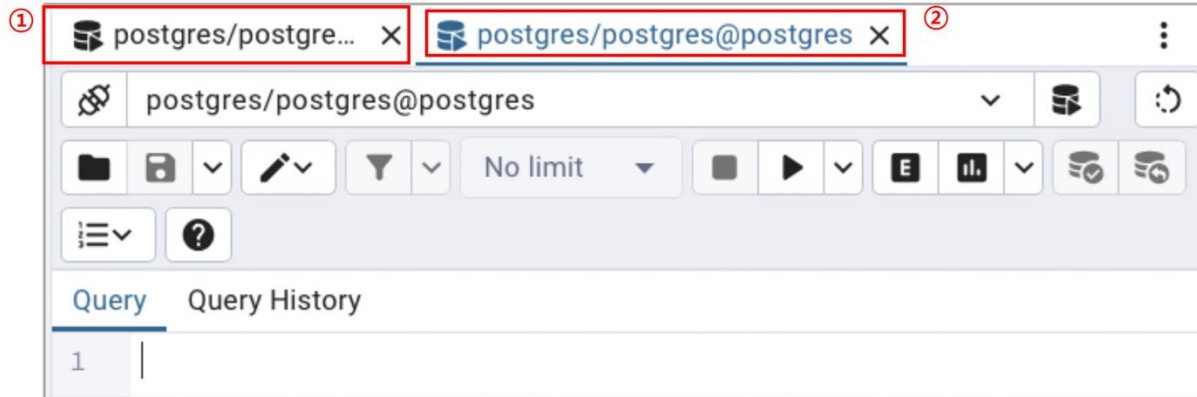 ① postgres/postgre... postgres/postgres@postgres ②
postgres/postgres@postgres
No limit E
Query Query History
1